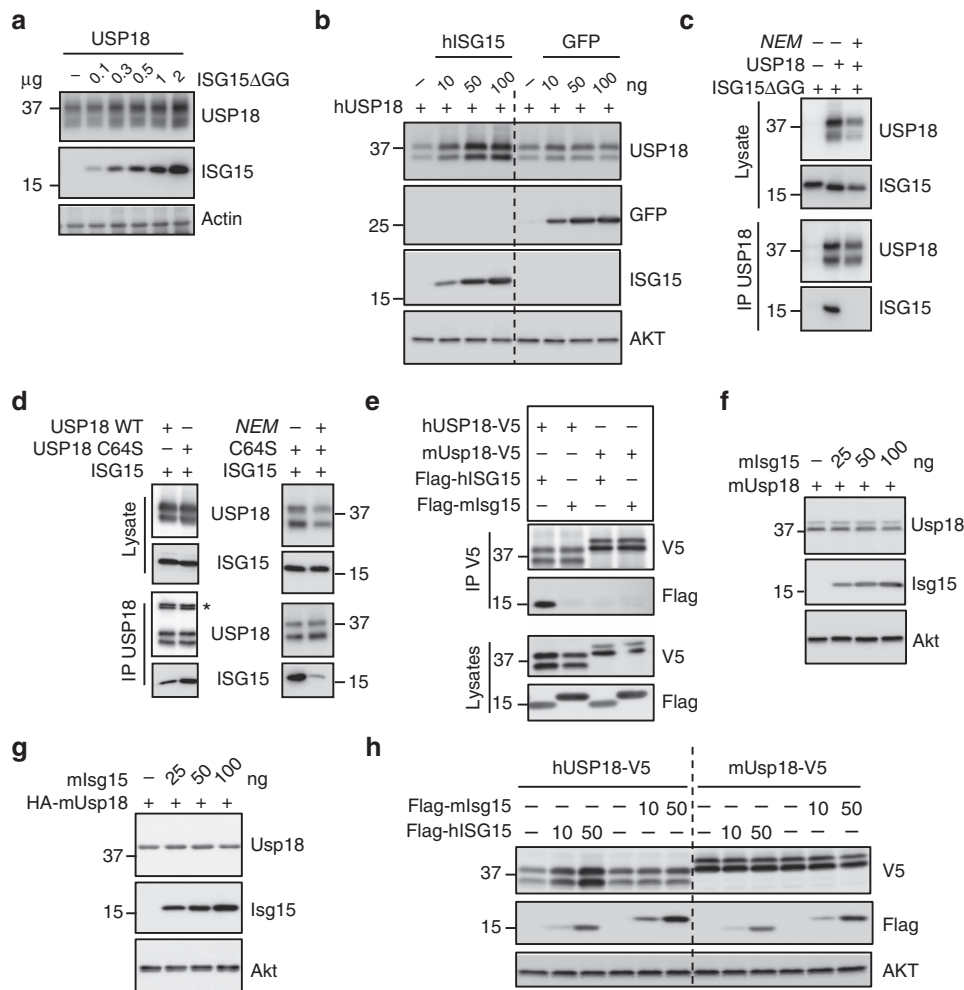 a
USP18
μg
– 0.1 0.3 0.5 1 2 ISG15ΔGG
37
USP18
ISG15
15
Actin
b
hISG15 GFP
– 10 50 100 – 10 50 100 ng
hUSP18 + + + + + + + +
37
USP18
GFP
25
ISG15
15
AKT
c
NEM – – +
USP18 – + +
ISG15ΔGG + + +
Lysate
37
USP18
15
ISG15
IP USP18
37
USP18
15
ISG15
d
USP18 WT + –
USP18 C64S – +
ISG15 + +
NEM – +
C64S + +
ISG15 + +
Lysate
USP18
37
ISG15
15
IP USP18
*
USP18
37
ISG15
15
e
hUSP18-V5 + + – –
mUsp18-V5 – – + +
Flag-hISG15 + – + –
Flag-mIsg15 – + – +
IP V5
37
V5
15
Flag
Lysates
37
V5
15
Flag
f
mIsg15 – 25 50 100 ng
mUsp18 + + + +
37
Usp18
15
Isg15
Akt
g
mIsg15 – 25 50 100 ng
HA-mUsp18 + + + +
37
Usp18
15
Isg15
Akt
h
hUSP18-V5 mUsp18-V5
Flag-mIsg15 – – – – 10 50 – – – – 10 50
Flag-hISG15 – 10 50 – – – – 10 50 – – –
37
V5
15
Flag
AKT